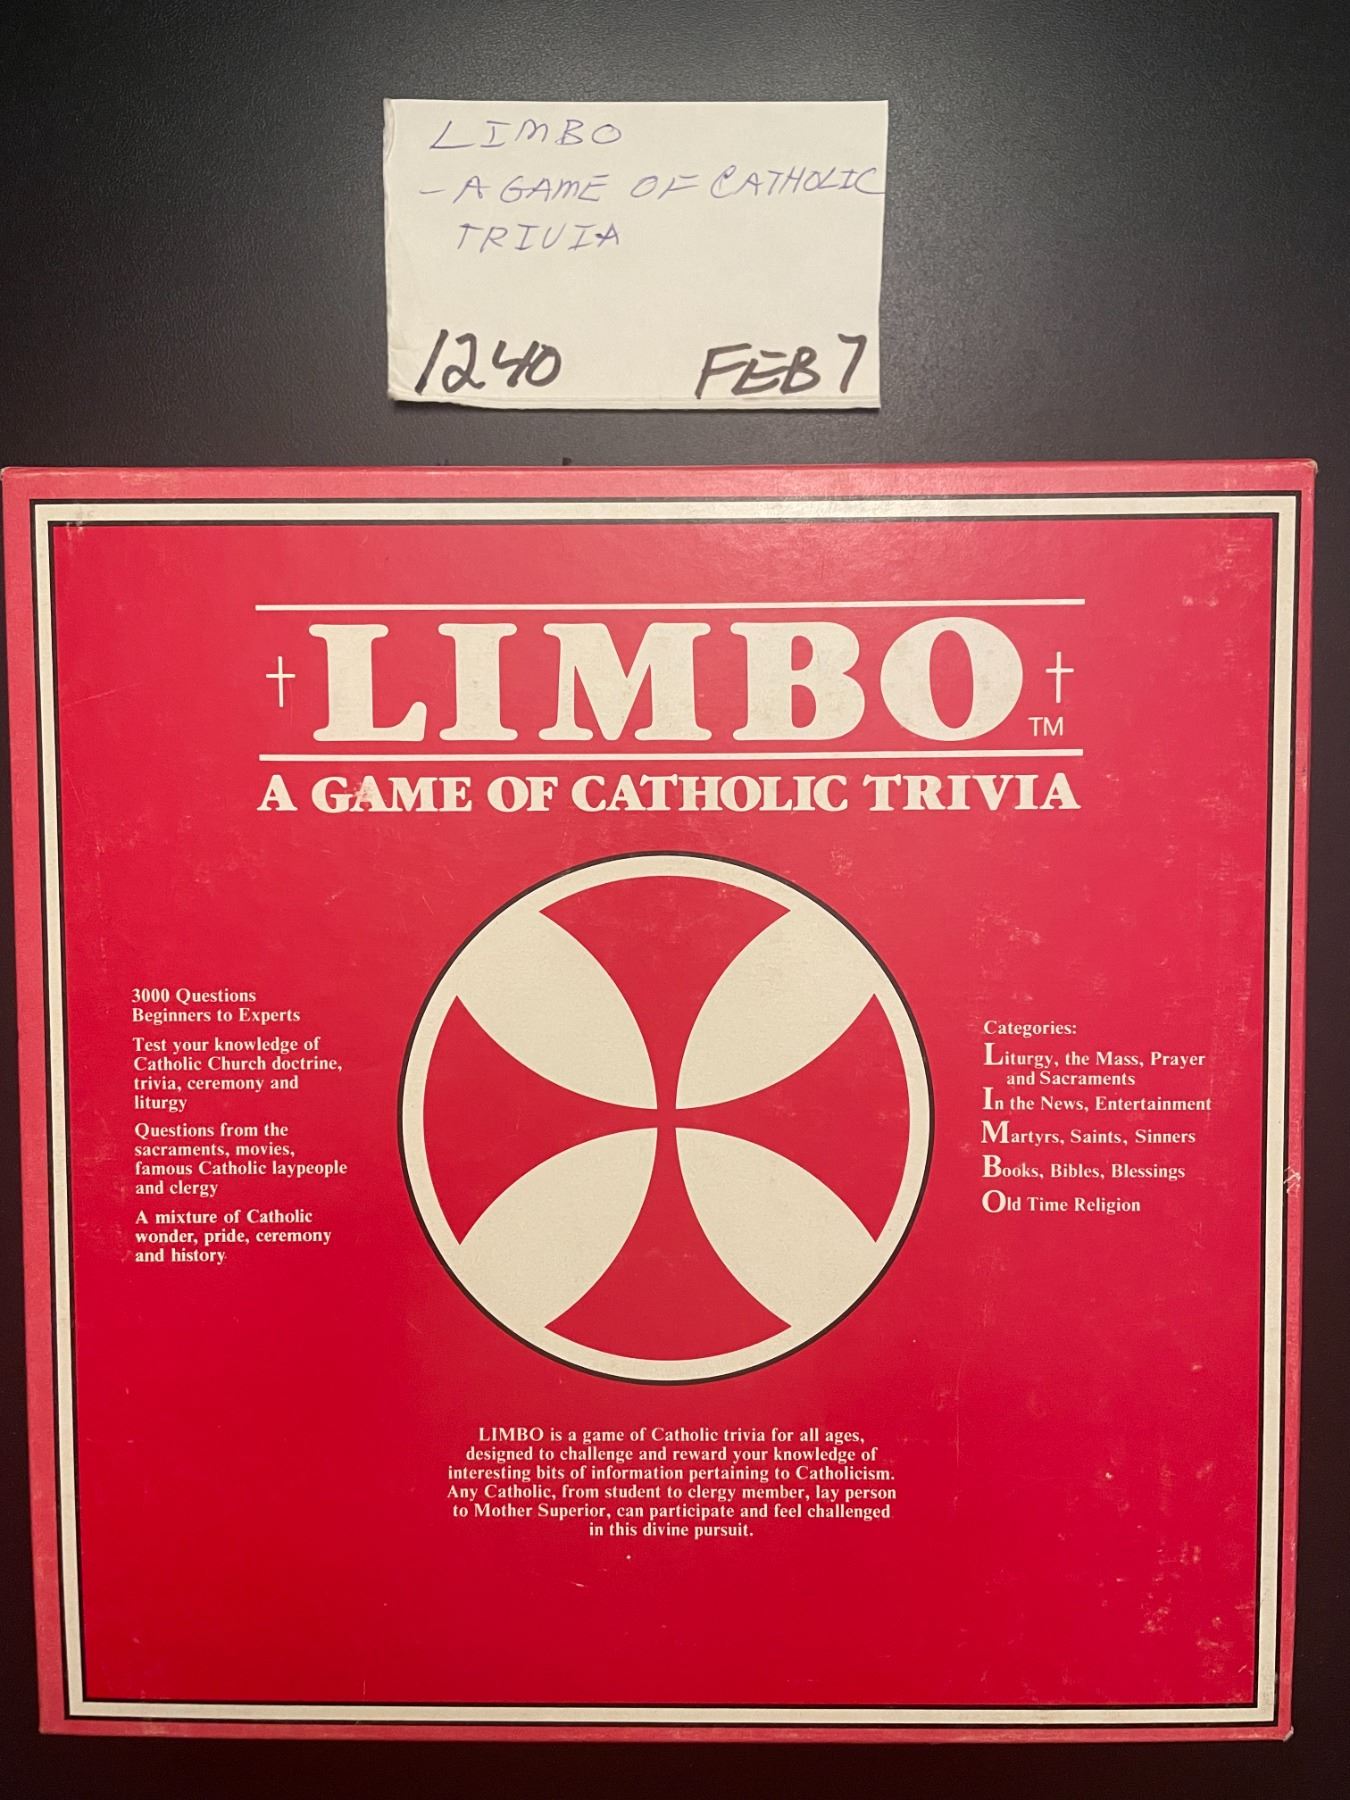 LIMBO
- A GAME OF CATHOLIC
TRIVIA
1240 FEB 7
LIMBO TM
A GAME OF CATHOLIC TRIVIA
3000 Questions
Beginners to Experts
Test your knowledge of
Catholic Church doctrine,
trivia, ceremony and
liturgy
Questions from the
sacraments, movies,
famous Catholic laypeople
and clergy
A mixture of Catholic
wonder, pride, ceremony
and history
Categories:
Liturgy, the Mass, Prayer
and Sacraments
In the News, Entertainment
Martyrs, Saints, Sinners
Books, Bibles, Blessings
Old Time Religion
LIMBO is a game of Catholic trivia for all ages,
designed to challenge and reward your knowledge of
interesting bits of information pertaining to Catholicism.
Any Catholic, from student to clergy member, lay person
to Mother Superior, can participate and feel challenged
in this divine pursuit.